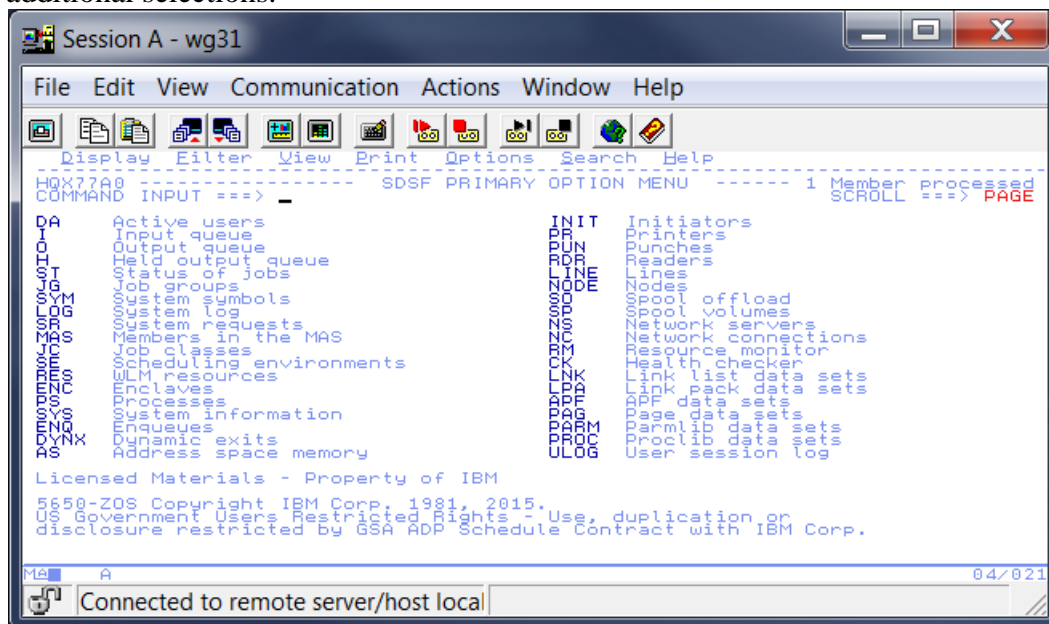 additional selections.
Session A - wg31
File Edit View Communication Actions Window Help
Display Filter View Print Options Search Help
HQX77A0 ----------------- SDSF PRIMARY OPTION MENU ------ 1 Member processed
COMMAND INPUT ===> _ SCROLL ===> PAGE
DA Active users INIT Initiators
I Input queue PR Printers
O Output queue PUN Punches
H Held output queue RDR Readers
ST Status of jobs LINE Lines
JG Job groups NODE Nodes
SYM System symbols SO Spool offload
LOG System log SP Spool volumes
SR System requests NS Network servers
MAS Members in the MAS NC Network connections
JC Job classes RM Resource monitor
SE Scheduling environments CK Health checker
RES WLM resources LNK Link list data sets
ENC Enclaves LPA Link pack data sets
PS Processes APF APF data sets
SYS System information PAG Page data sets
ENQ Enqueues PARM Parmlib data sets
DYNX Dynamic exits PROC Proclib data sets
AS Address space memory ULOG User session log
Licensed Materials - Property of IBM
5650-ZOS Copyright IBM Corp. 1981, 2015.
US Government Users Restricted Rights - Use, duplication or
disclosure restricted by GSA ADP Schedule Contract with IBM Corp.
MA A 04/021
Connected to remote server/host local